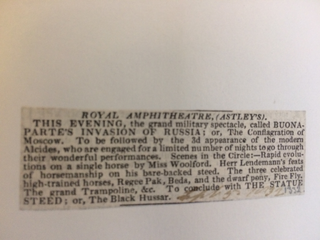 ROYAL AMPHITHEATRE, (ASTLEY'S).
THIS EVENING, the grand military spectacle, called BUONA-
PARTE'S INVASION OF RUSSIA; or, The Conflagration of
Moscow. To be followed by the 3d appearance of the modern
Alcides, who are engaged for a limited number of nights to go through
their wonderful performances. Scenes in the Circle:—Rapid evolu-
tions on a single horse by Miss Woolford. Herr Lendemann's feats
of horsemanship on his bare-backed steed. The three celebrated
high-trained horses, Regee Pak, Beda, and the dwarf pony, Fire Fly.
The grand Trampoline, &c. To conclude with THE STATUE
STEED; or, The Black Hussar.